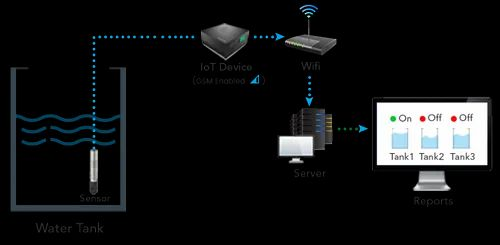 IoT Device
(GSM Enabled)
Wifi
Server
On Off Off
Tank1 Tank2 Tank3
Reports
Sensor
Water Tank